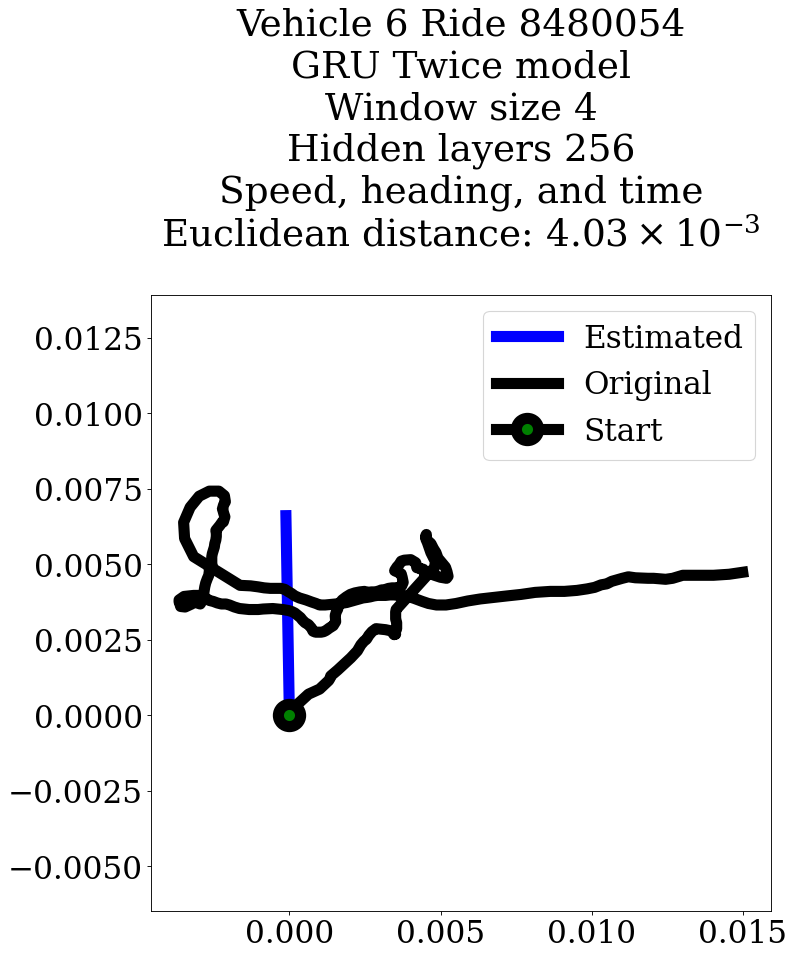 Vehicle 6 Ride 8480054
GRU Twice model
Window size 4
Hidden layers 256
Speed, heading, and time
Euclidean distance: 4.03 × 10⁻³
Estimated
Original
Start
0.0125
0.0100
0.0075
0.0050
0.0025
0.0000
−0.0025
−0.0050
0.000 0.005 0.010 0.015